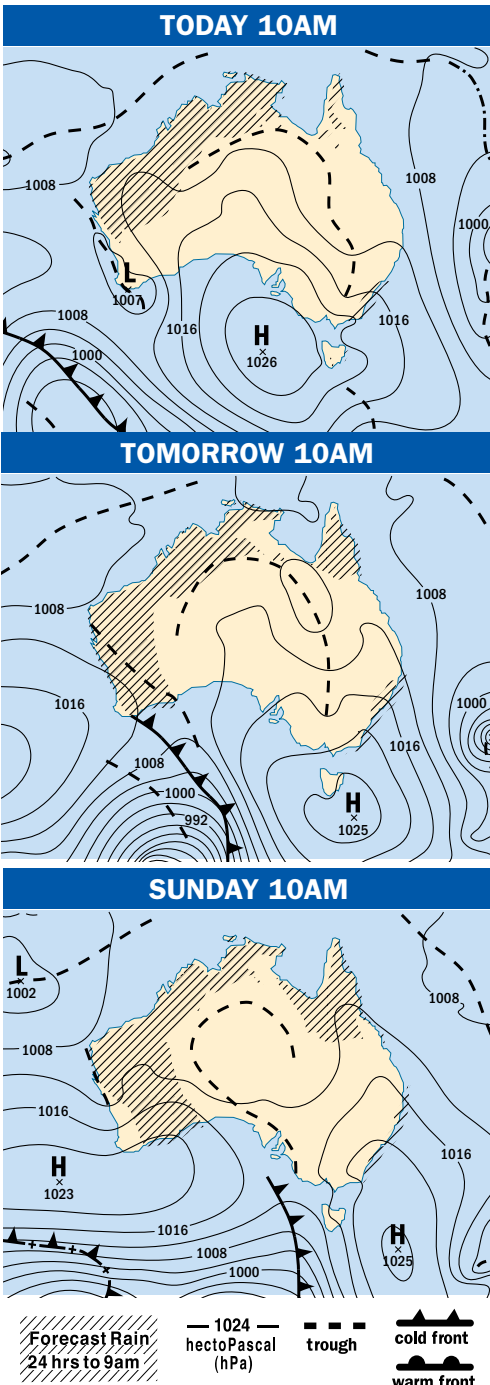 TODAY 10AM
1008
1008
1000
L
1007
1008
1016
H
1016
1000
1026
TOMORROW 10AM
1008
1008
1016
1000
1016
1008
1000
H
992
1025
SUNDAY 10AM
L
1002
1008
1008
1016
1016
H
1023
1016
H
1008
1025
1000
Forecast Rain
24 hrs to 9am
1024
hectoPascal
(hPa)
trough
cold front
warm front